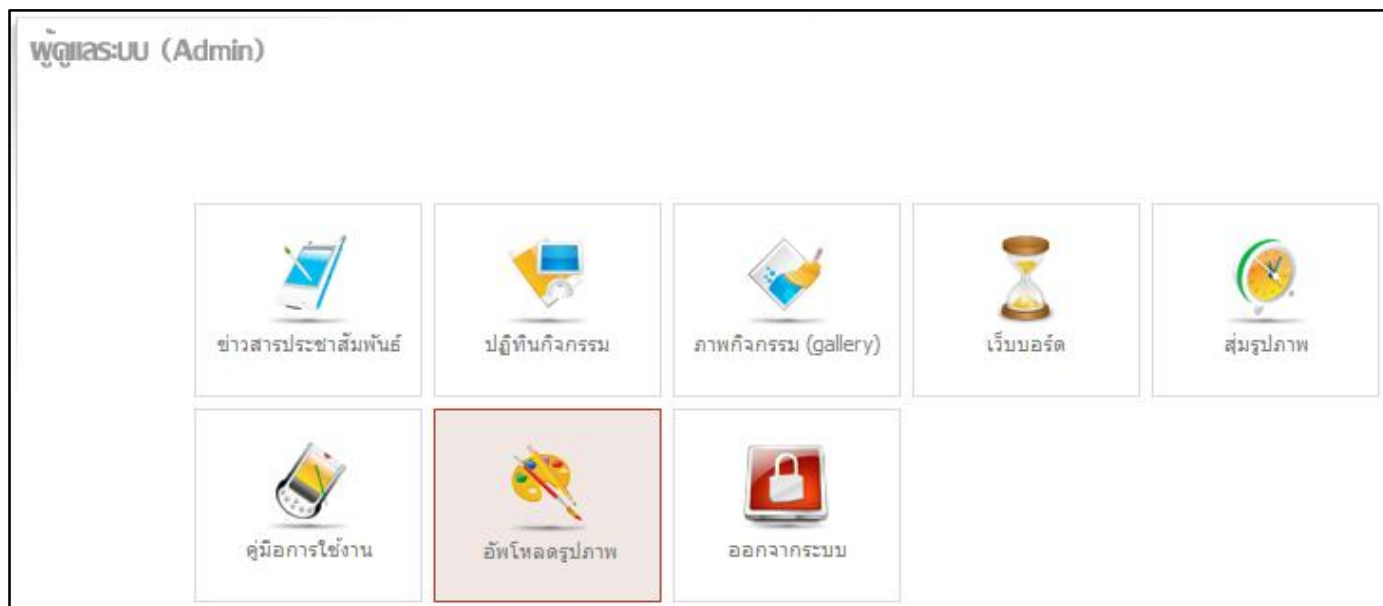 ผู้ดูแลระบบ (Admin)
ข่าวสารประชาสัมพันธ์
ปฏิทินกิจกรรม
ภาพกิจกรรม (gallery)
เว็บบอร์ด
สุ่มรูปภาพ
คู่มือการใช้งาน
อัพโหลดรูปภาพ
ออกจากระบบ